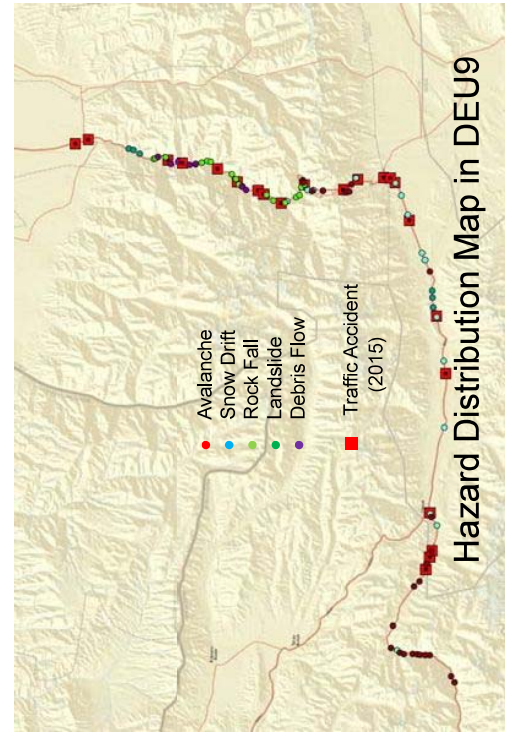 Avalanche
Snow Drift
Rock Fall
Landslide
Debris Flow
Traffic Accident
(2015)
Hazard Distribution Map in DEU9